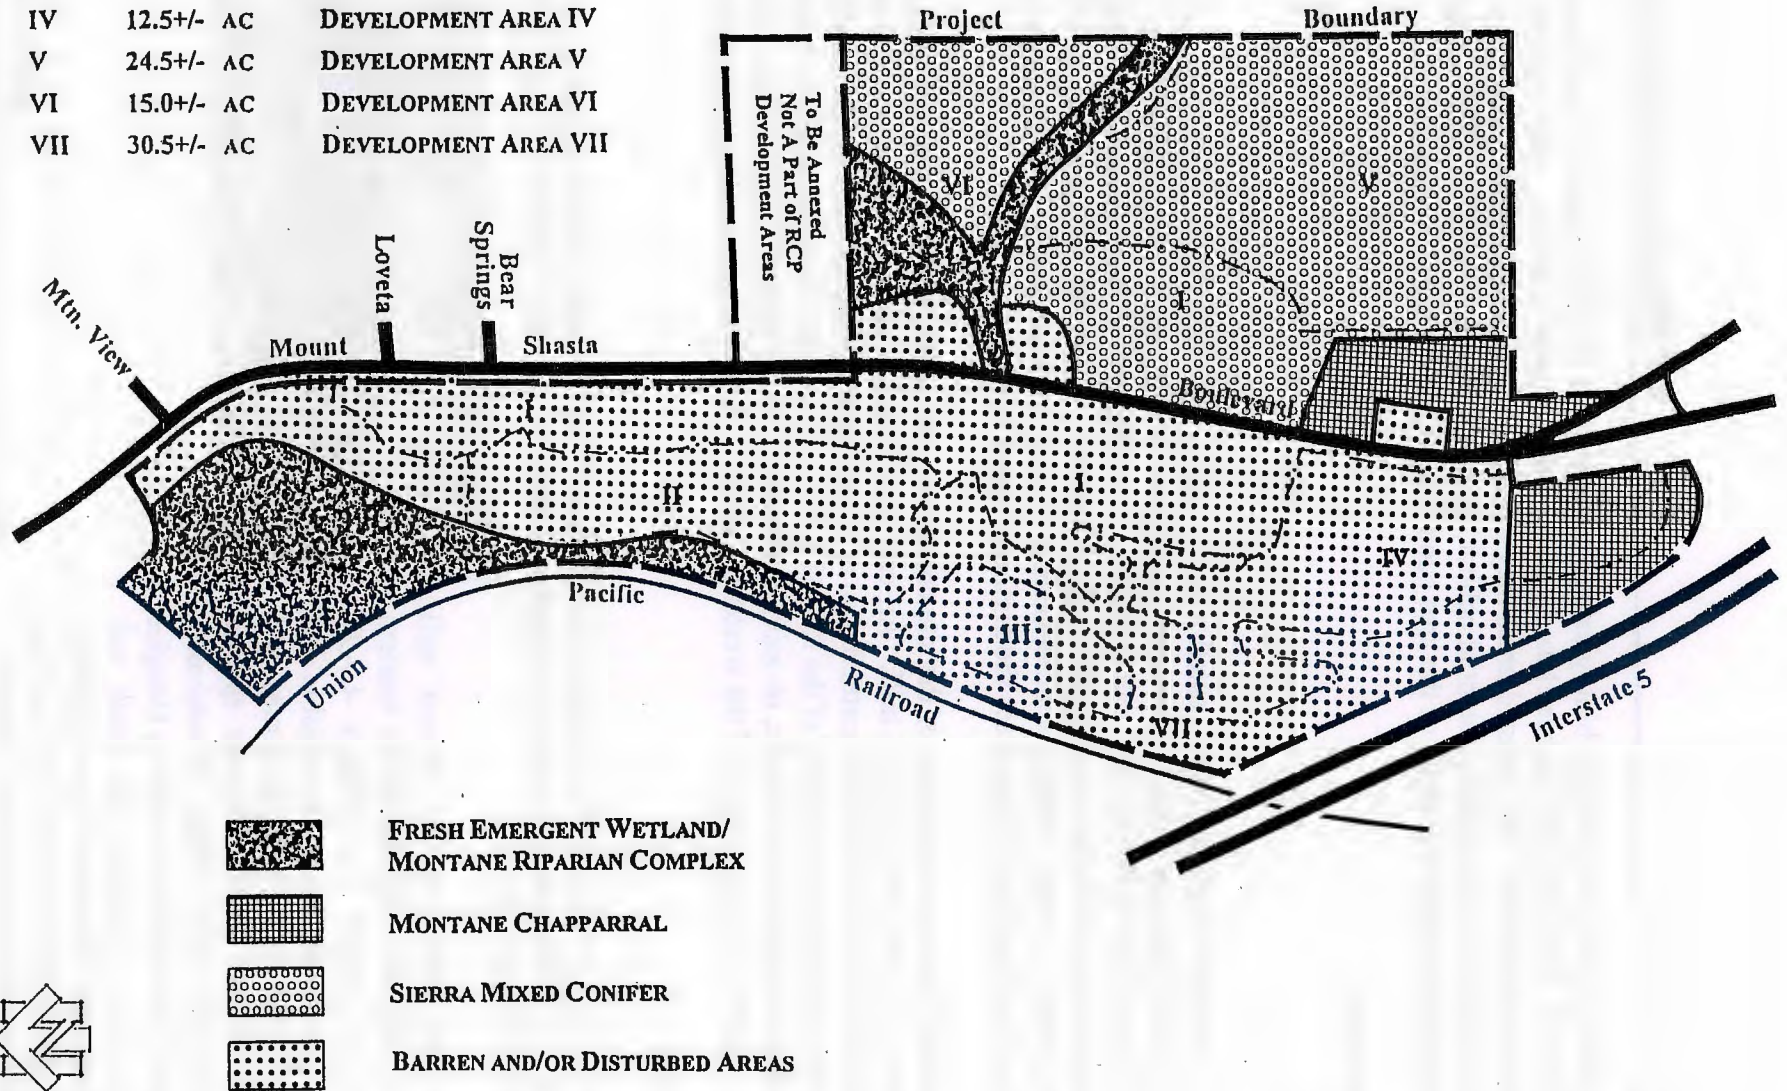 IV 12.5+/- AC DEVELOPMENT AREA IV
V 24.5+/- AC DEVELOPMENT AREA V
VI 15.0+/- AC DEVELOPMENT AREA VI
VII 30.5+/- AC DEVELOPMENT AREA VII
Project Boundary
To Be Annexed
Not A Part of RCP
Development Areas
VI
V
I
Mtn. View
Loveta
Bear
Springs
Mount Shasta Boulevard
I
II
I
IV
III
VII
Union Pacific Railroad
Interstate 5
FRESH EMERGENT WETLAND/
MONTANE RIPARIAN COMPLEX
MONTANE CHAPPARRAL
SIERRA MIXED CONIFER
BARREN AND/OR DISTURBED AREAS